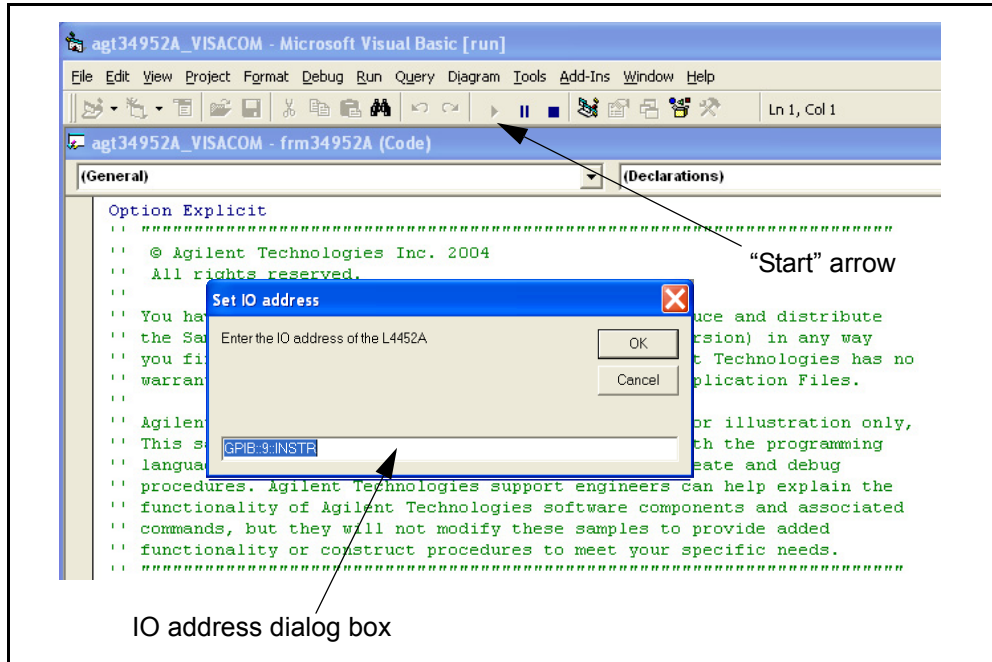 agt34952A_VISACOM - Microsoft Visual Basic [run]
File Edit View Project Format Debug Run Query Diagram Tools Add-Ins Window Help
Ln 1, Col 1
agt34952A_VISACOM - frm34952A (Code)
(General) (Declarations)
Option Explicit
'' """"""""""""""""""""""""""""""""""""""""""""""""""""""""""""""""""""""""""
'' © Agilent Technologies Inc. 2004
'' All rights reserved.
''
'' You ha uce and distribute
'' the Sa rsion) in any way
'' you fi t Technologies has no
'' warran plication Files.
''
'' Agilen or illustration only,
'' This s th the programming
'' langua eate and debug
'' procedures. Agilent Technologies support engineers can help explain the
'' functionality of Agilent Technologies software components and associated
'' commands, but they will not modify these samples to provide added
'' functionality or construct procedures to meet your specific needs.
'' """""""""""""""""""""""""""""""""""""""""""""""""""""""""""""""""""""""""""
Set IO address
Enter the IO address of the L4452A
OK
Cancel
GPIB::9::INSTR
“Start” arrow
IO address dialog box